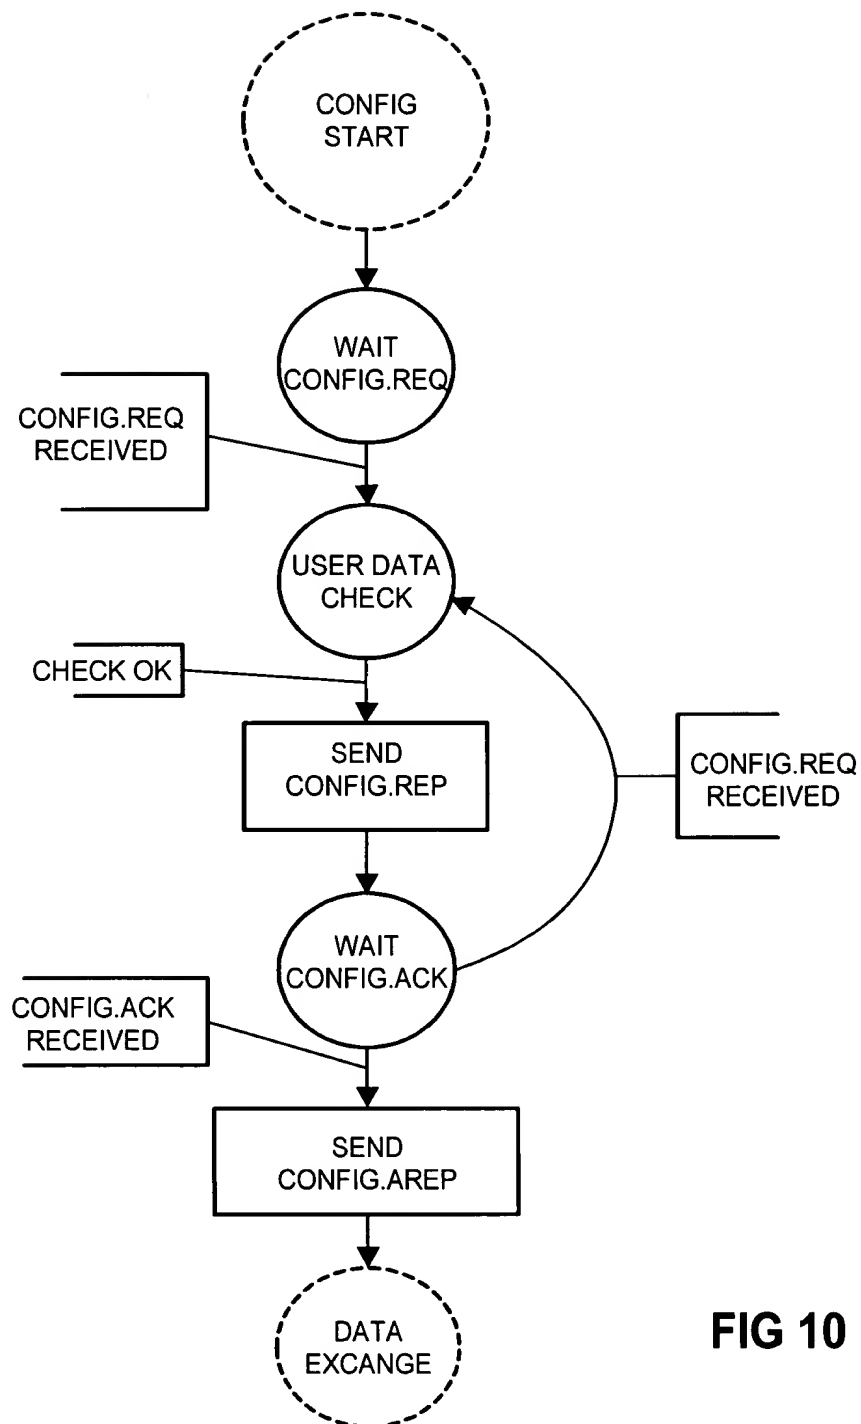 CONFIG
START
WAIT
CONFIG.REQ
CONFIG.REQ
RECEIVED
USER DATA
CHECK
CHECK OK
SEND
CONFIG.REP
CONFIG.REQ
RECEIVED
WAIT
CONFIG.ACK
CONFIG.ACK
RECEIVED
SEND
CONFIG.AREP
DATA
EXCANGE
FIG 10